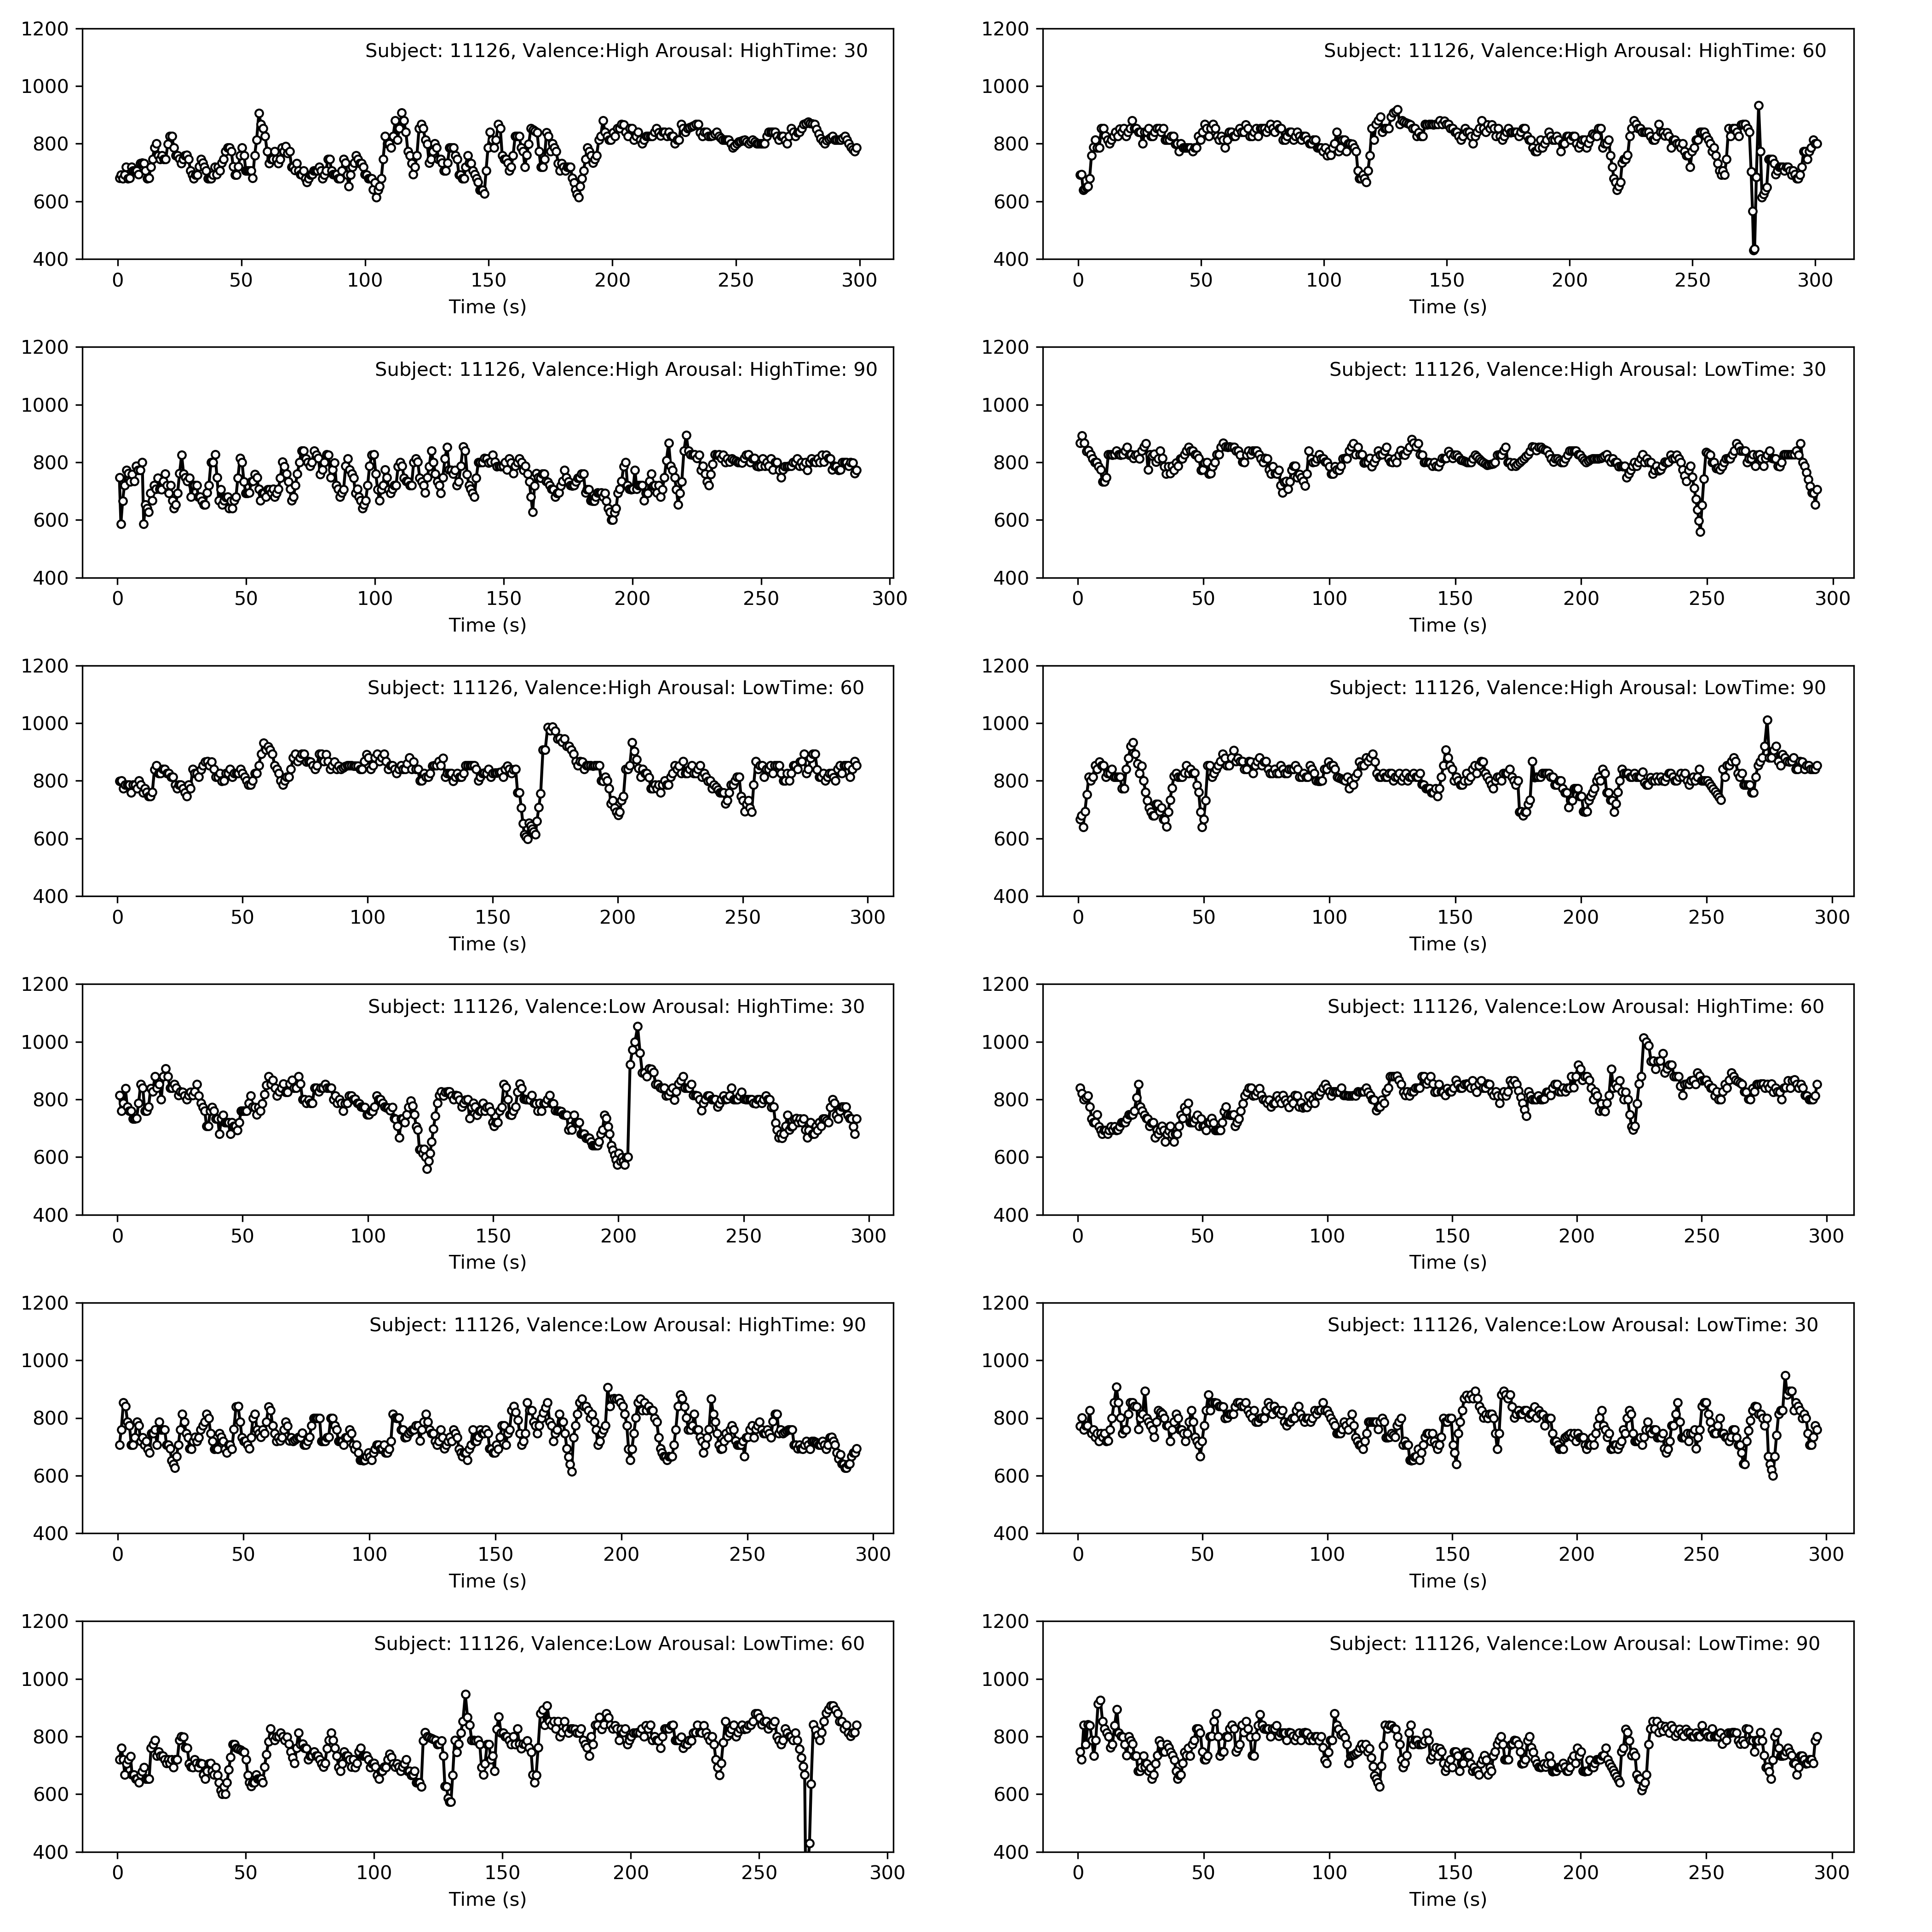 1200
1000
800
600
400
Subject: 11126, Valence:High Arousal: HighTime: 30
0 50 100 150 200 250 300
Time (s)
1200
1000
800
600
400
Subject: 11126, Valence:High Arousal: HighTime: 60
0 50 100 150 200 250 300
Time (s)
1200
1000
800
600
400
Subject: 11126, Valence:High Arousal: HighTime: 90
0 50 100 150 200 250 300
Time (s)
1200
1000
800
600
400
Subject: 11126, Valence:High Arousal: LowTime: 30
0 50 100 150 200 250 300
Time (s)
1200
1000
800
600
400
Subject: 11126, Valence:High Arousal: LowTime: 60
0 50 100 150 200 250 300
Time (s)
1200
1000
800
600
400
Subject: 11126, Valence:High Arousal: LowTime: 90
0 50 100 150 200 250 300
Time (s)
1200
1000
800
600
400
Subject: 11126, Valence:Low Arousal: HighTime: 30
0 50 100 150 200 250 300
Time (s)
1200
1000
800
600
400
Subject: 11126, Valence:Low Arousal: HighTime: 60
0 50 100 150 200 250 300
Time (s)
1200
1000
800
600
400
Subject: 11126, Valence:Low Arousal: HighTime: 90
0 50 100 150 200 250 300
Time (s)
1200
1000
800
600
400
Subject: 11126, Valence:Low Arousal: LowTime: 30
0 50 100 150 200 250 300
Time (s)
1200
1000
800
600
400
Subject: 11126, Valence:Low Arousal: LowTime: 60
0 50 100 150 200 250 300
Time (s)
1200
1000
800
600
400
Subject: 11126, Valence:Low Arousal: LowTime: 90
0 50 100 150 200 250 300
Time (s)